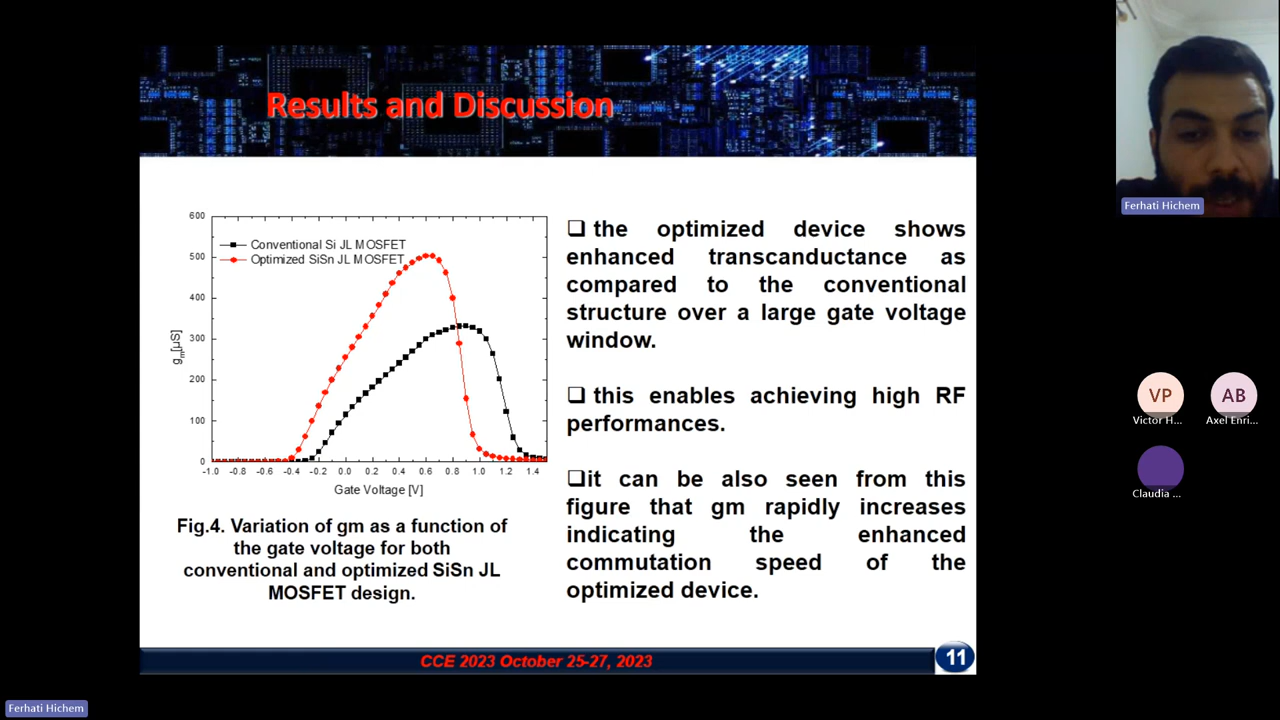 Results and Discussion
600
500
400
300
200
100
0
gm[µS]
Conventional Si JL MOSFET
Optimized SiSn JL MOSFET
-1.0 -0.8 -0.6 -0.4 -0.2 0.0 0.2 0.4 0.6 0.8 1.0 1.2 1.4
Gate Voltage [V]
Fig.4. Variation of gm as a function of
the gate voltage for both
conventional and optimized SiSn JL
MOSFET design.
❑ the optimized device shows
enhanced transcanductance as
compared to the conventional
structure over a large gate voltage
window.
❑ this enables achieving high RF
performances.
❑it can be also seen from this
figure that gm rapidly increases
indicating the enhanced
commutation speed of the
optimized device.
CCE 2023 October 25-27, 2023
11
Ferhati Hichem
VP
Victor H...
AB
Axel Enri...
Claudia ...
Ferhati Hichem